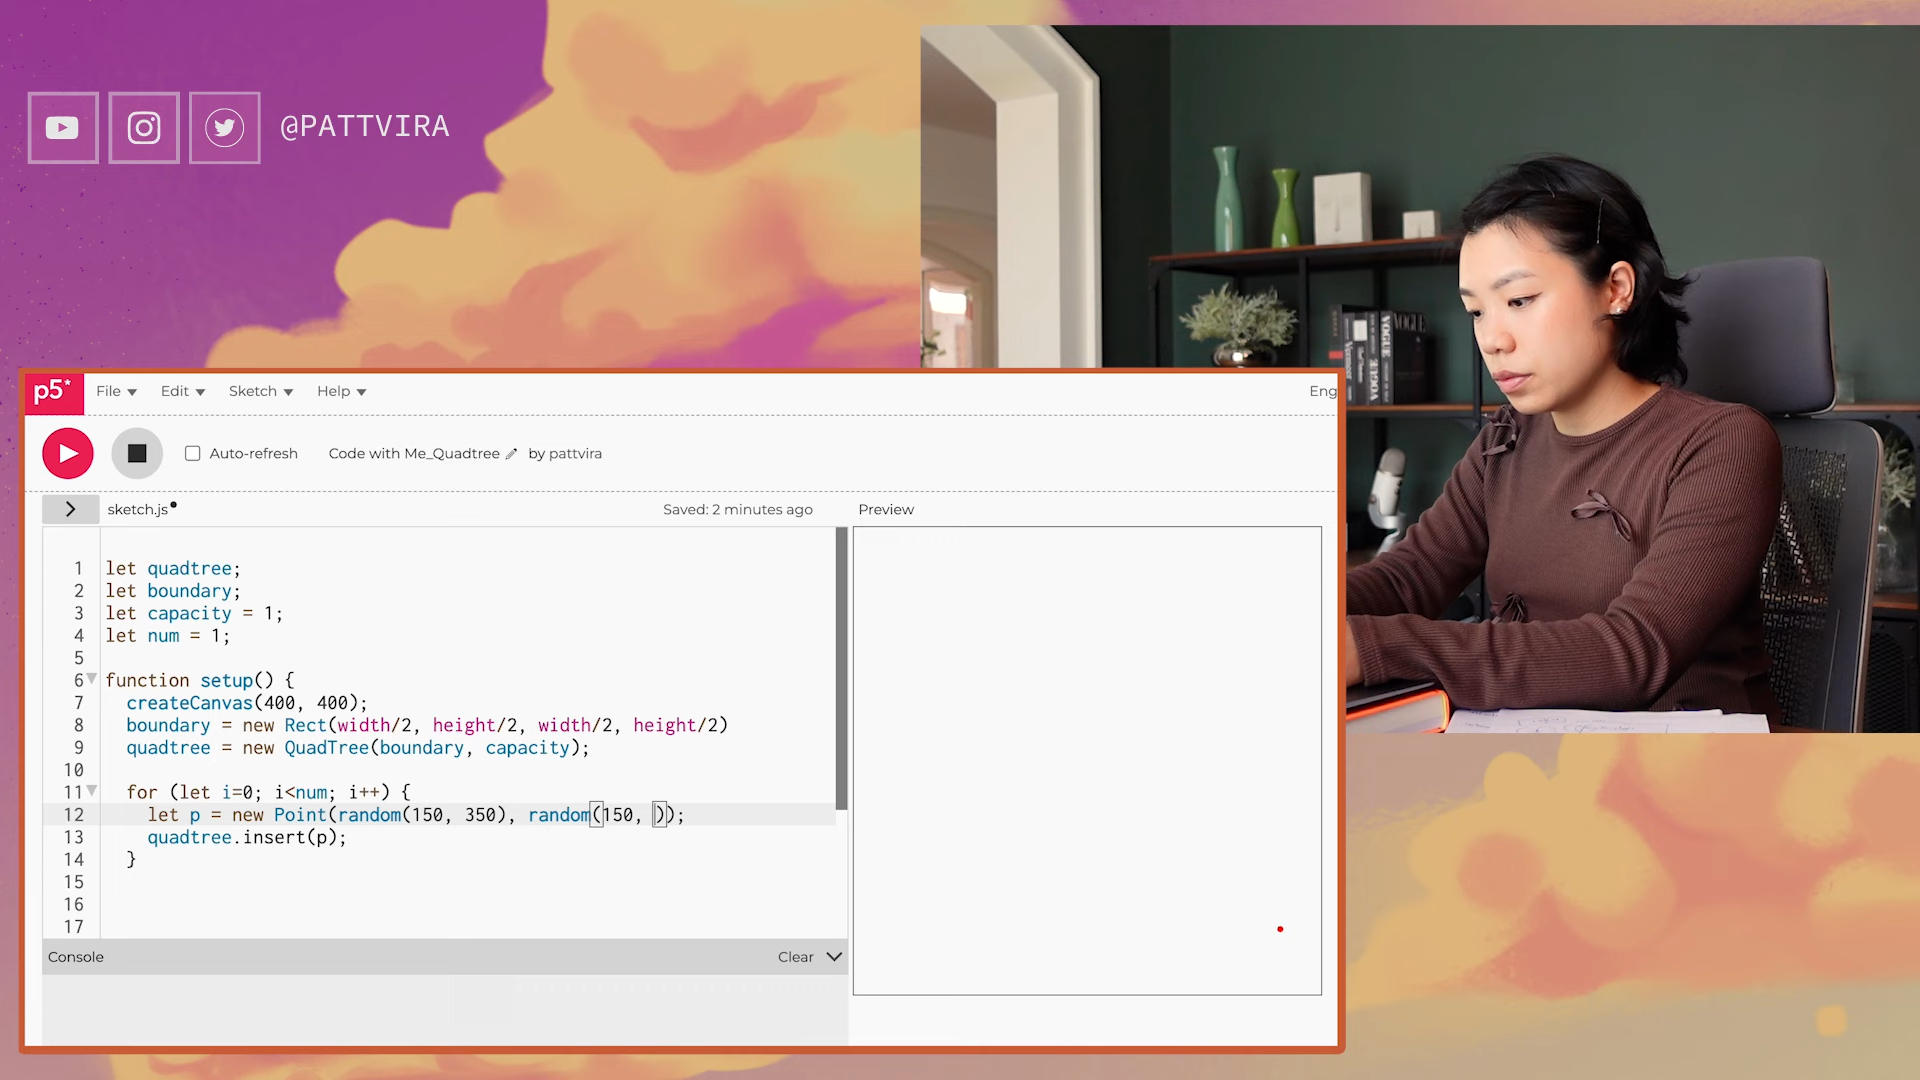 @PATTVIRA
p5*
File
Edit
Sketch
Help
Eng
Auto-refresh
Code with Me_Quadtree
by pattvira
sketch.js
Saved: 2 minutes ago
Preview
1 let quadtree;
2 let boundary;
3 let capacity = 1;
4 let num = 1;
5
6 function setup() {
7 createCanvas(400, 400);
8 boundary = new Rect(width/2, height/2, width/2, height/2)
9 quadtree = new QuadTree(boundary, capacity);
10
11 for (let i=0; i<num; i++) {
12 let p = new Point(random(150, 350), random(150, ));
13 quadtree.insert(p);
14 }
15
16
17
Console
Clear
VOGUE
VOGUE